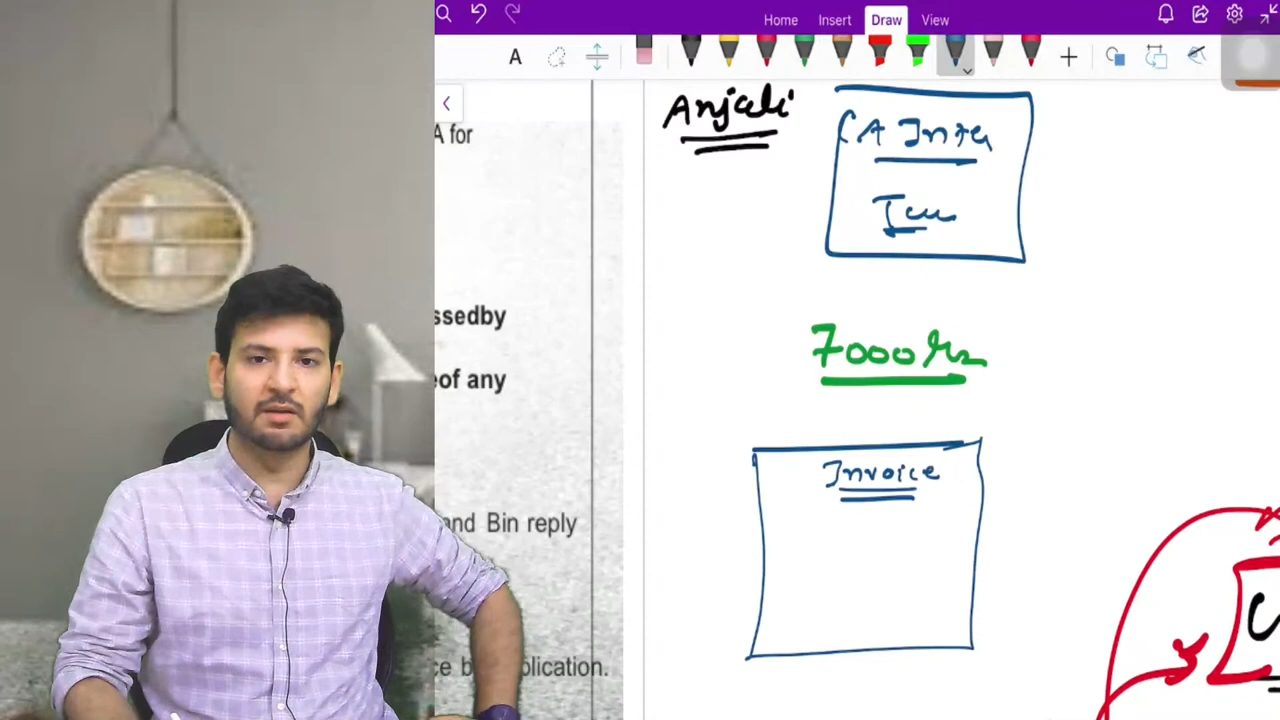 Home Insert Draw View
A
A for
ssedby
eof any
and Bin reply
ce b plication.
Anjali
CA Inter
7000 Rs
Invoice